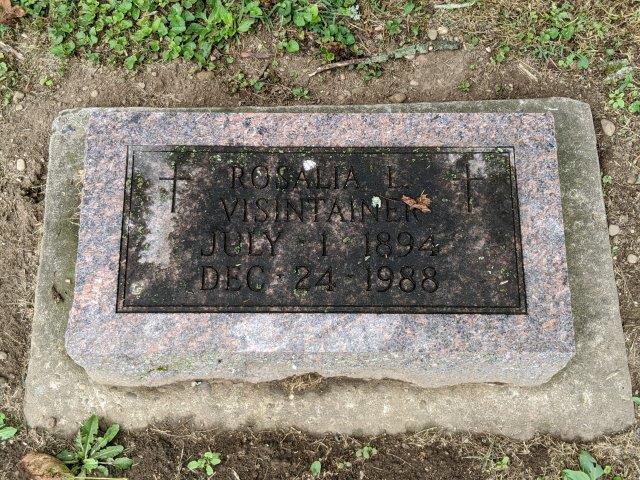 ROSALIA L.
VISINTAINER
JULY - 1 - 1894
DEC - 24 - 1988